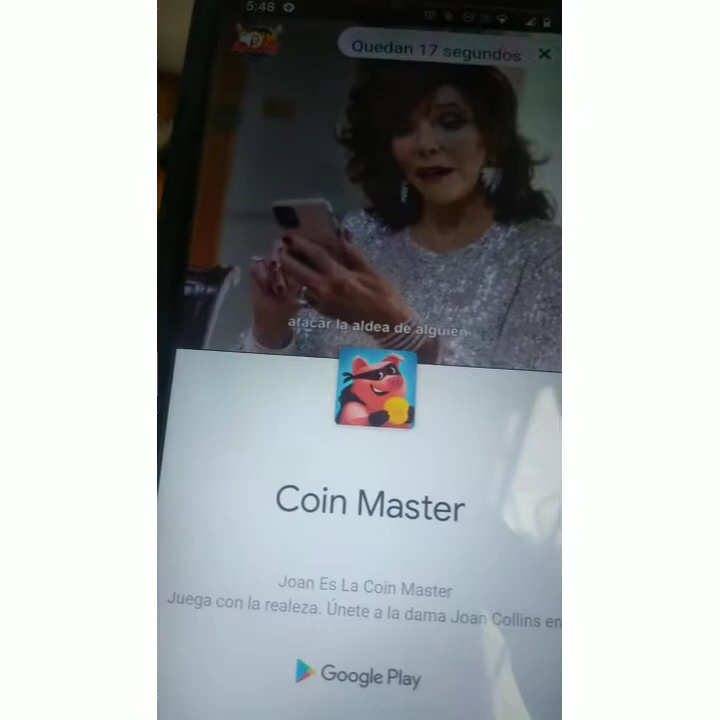 5:48
Quedan 17 segundos ×
atacar la aldea de alguien
Coin Master
Joan Es La Coin Master
Juega con la realeza. Únete a la dama Joan Collins en
Google Play